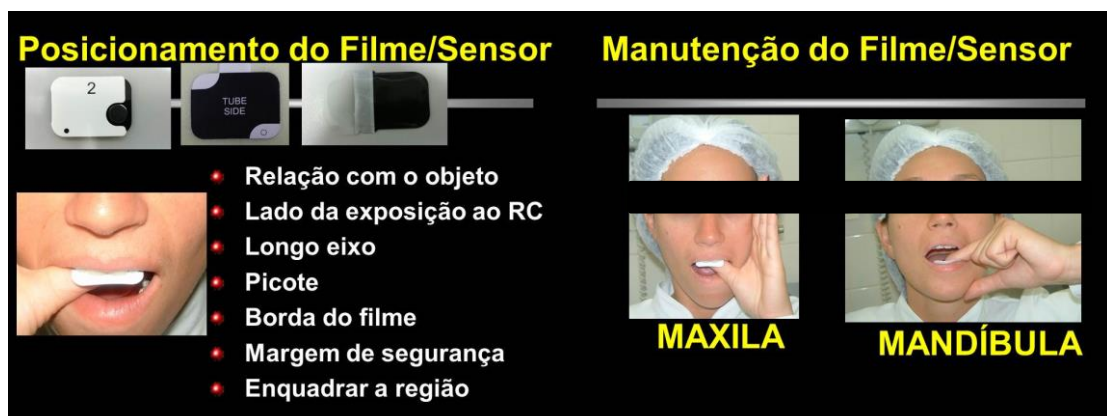 Posicionamento do Filme/Sensor
2
TUBE
SIDE
Relação com o objeto
Lado da exposição ao RC
Longo eixo
Picote
Borda do filme
Margem de segurança
Enquadrar a região
Manutenção do Filme/Sensor
MAXILA
MANDÍBULA